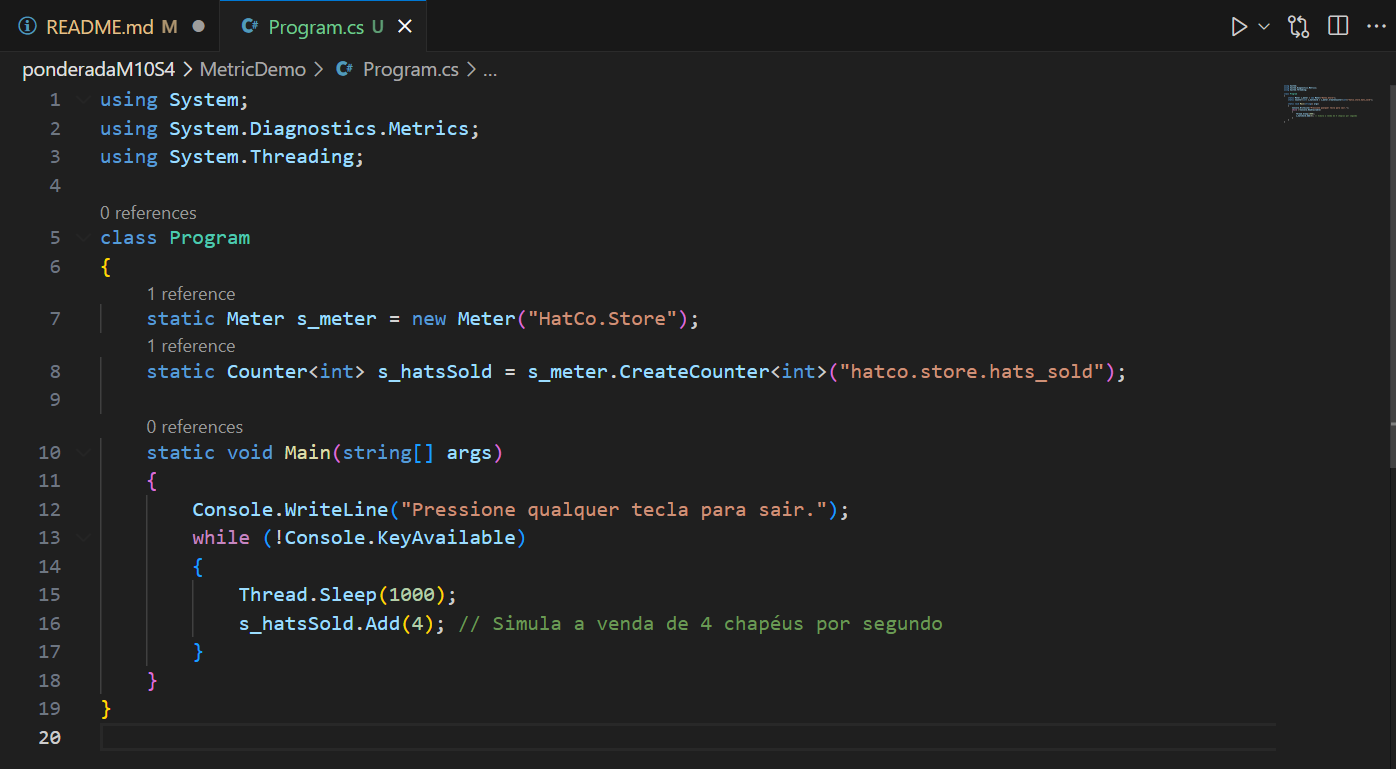 README.md M
C# Program.cs U
ponderadaM10S4 > MetricDemo > C# Program.cs > ...
1 using System;
2 using System.Diagnostics.Metrics;
3 using System.Threading;
4
0 references
5 class Program
6 {
1 reference
7 static Meter s_meter = new Meter("HatCo.Store");
1 reference
8 static Counter<int> s_hatsSold = s_meter.CreateCounter<int>("hatco.store.hats_sold");
9
0 references
10 static void Main(string[] args)
11 {
12 Console.WriteLine("Pressione qualquer tecla para sair.");
13 while (!Console.KeyAvailable)
14 {
15 Thread.Sleep(1000);
16 s_hatsSold.Add(4); // Simula a venda de 4 chapéus por segundo
17 }
18 }
19 }
20